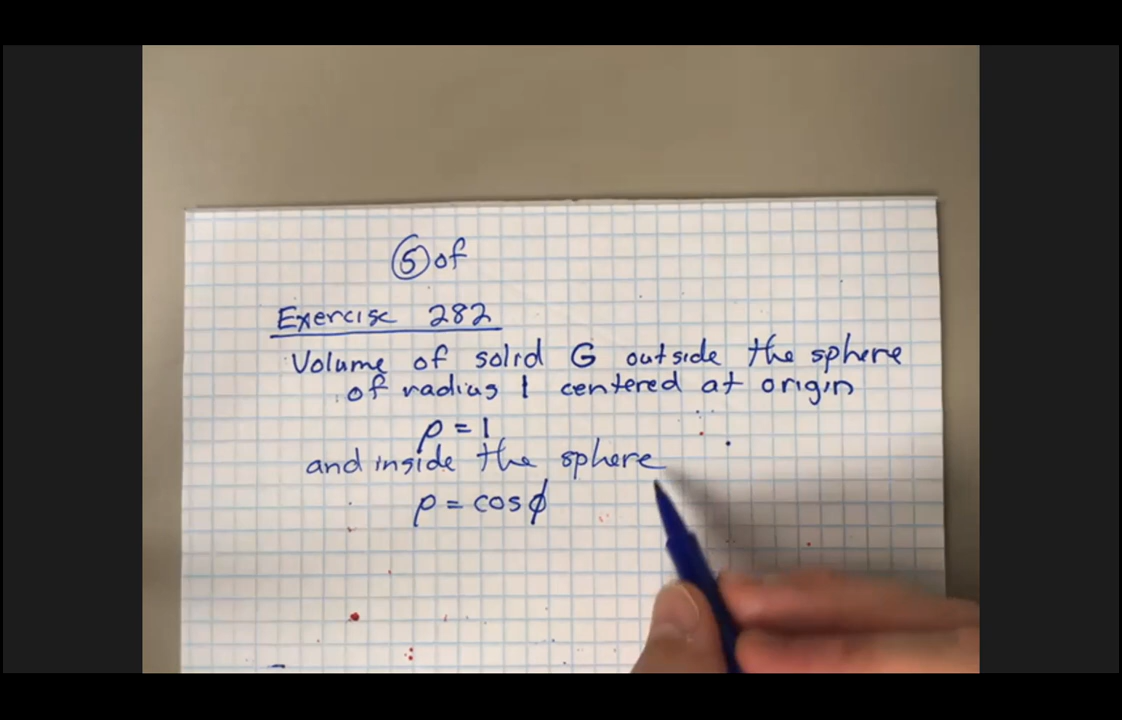 ⑤ of
Exercise 282
Volume of solid G outside the sphere
of radius 1 centered at origin
ρ = 1
and inside the sphere
ρ = cos ϕ